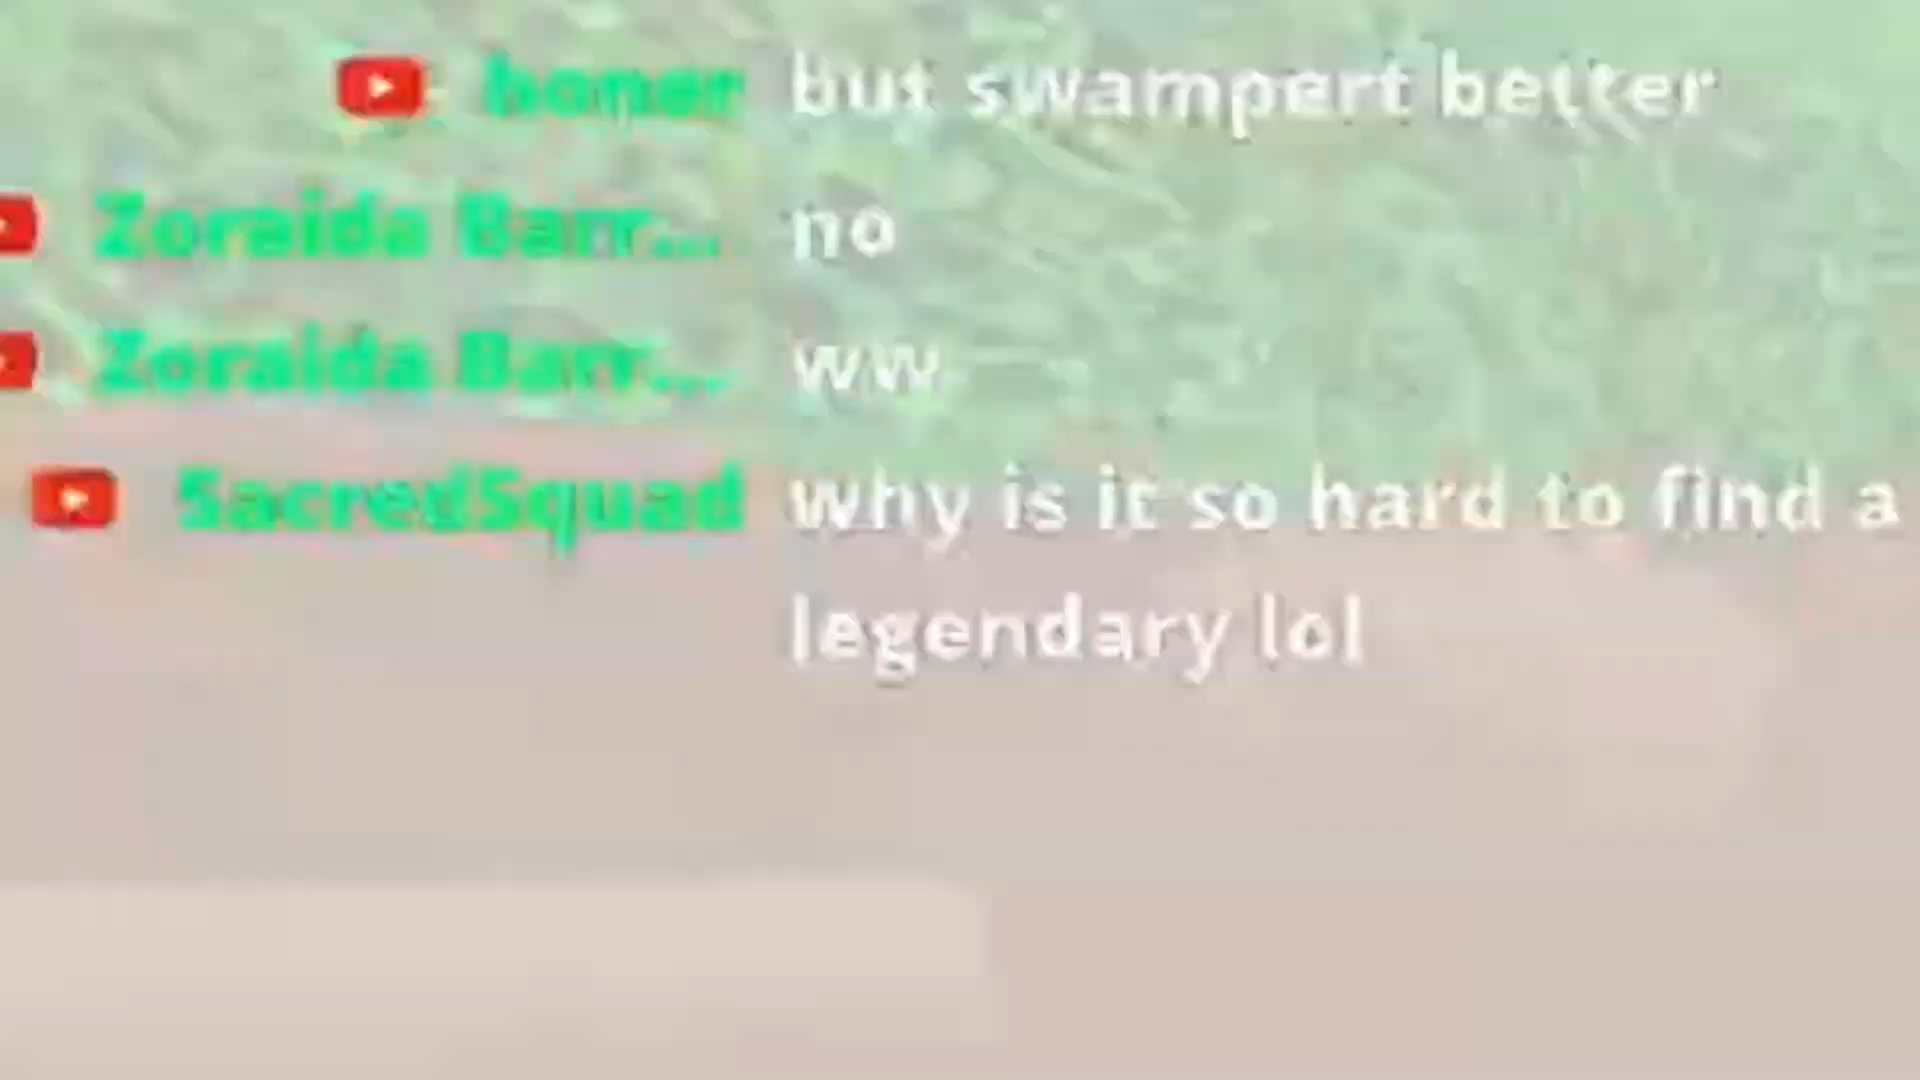 boner but swampert better
Zoraida Barr... no
Zoraida Barr... ww
SacredSquad why is it so hard to find a
legendary lol